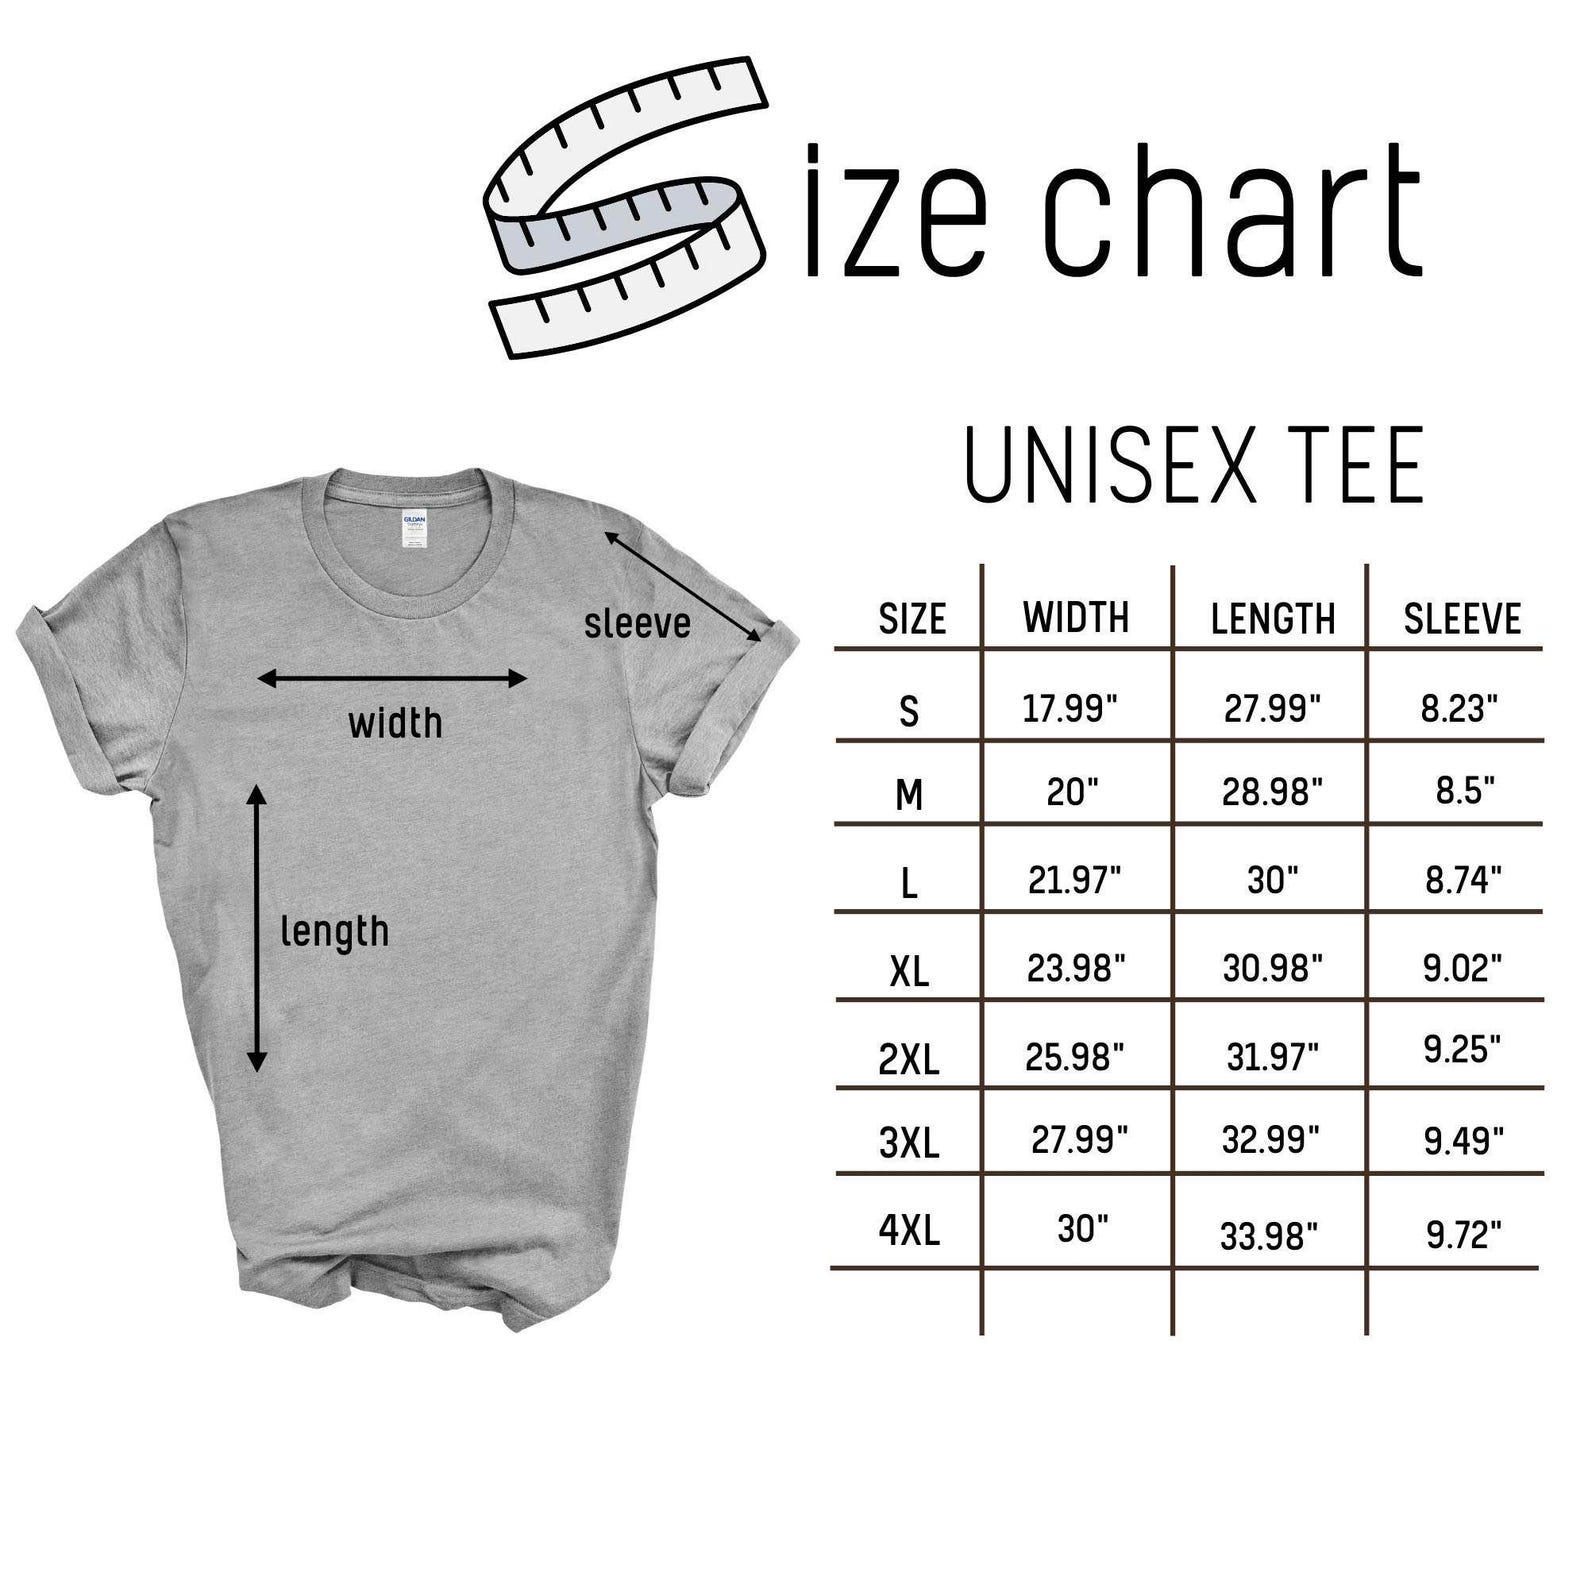 ize chart
UNISEX TEE
GILDAN
sleeve
width
length
SIZE WIDTH LENGTH SLEEVE
S 17.99" 27.99" 8.23"
M 20" 28.98" 8.5"
L 21.97" 30" 8.74"
XL 23.98" 30.98" 9.02"
2XL 25.98" 31.97" 9.25"
3XL 27.99" 32.99" 9.49"
4XL 30" 33.98" 9.72"